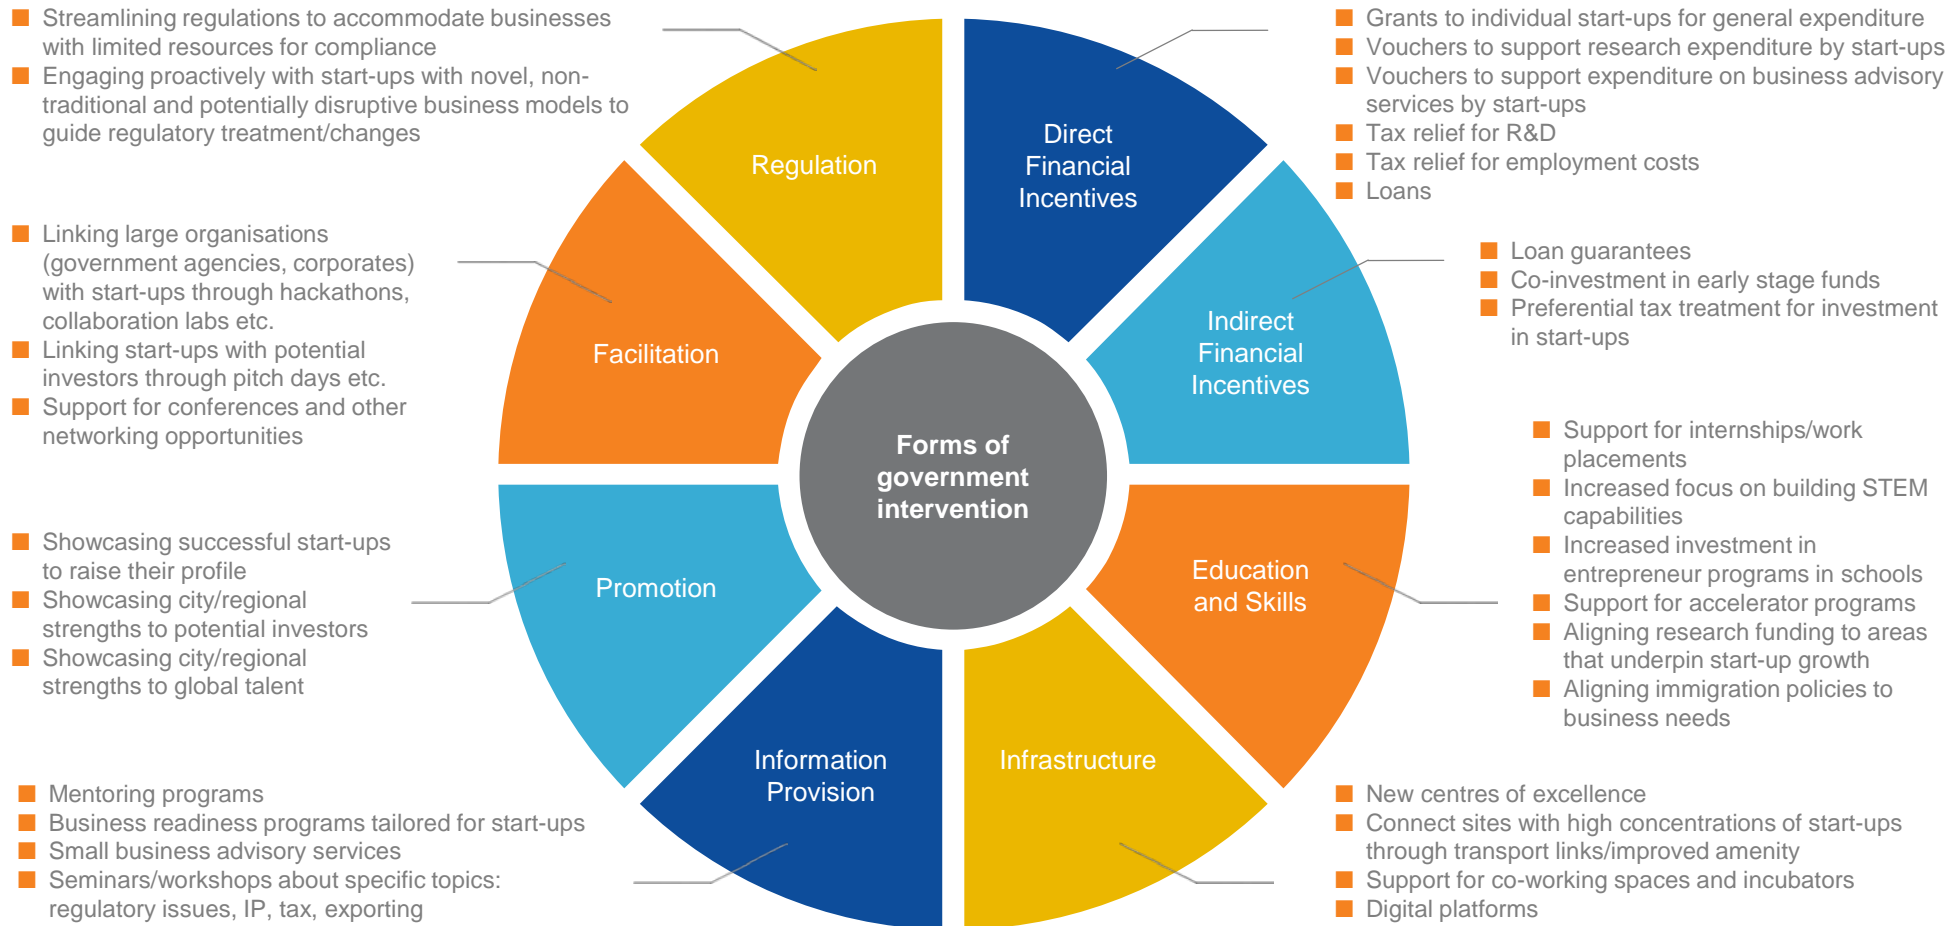 Streamlining regulations to accommodate businesses
with limited resources for compliance
Engaging proactively with start-ups with novel, non-
traditional and potentially disruptive business models to
guide regulatory treatment/changes
Regulation
Direct
Financial
Incentives
Grants to individual start-ups for general expenditure
Vouchers to support research expenditure by start-ups
Vouchers to support expenditure on business advisory
services by start-ups
Tax relief for R&D
Tax relief for employment costs
Loans
Linking large organisations
(government agencies, corporates)
with start-ups through hackathons,
collaboration labs etc.
Linking start-ups with potential
investors through pitch days etc.
Support for conferences and other
networking opportunities
Facilitation
Indirect
Financial
Incentives
Loan guarantees
Co-investment in early stage funds
Preferential tax treatment for investment
in start-ups
Forms of
government
intervention
Support for internships/work
placements
Increased focus on building STEM
capabilities
Increased investment in
entrepreneur programs in schools
Support for accelerator programs
Aligning research funding to areas
that underpin start-up growth
Aligning immigration policies to
business needs
Showcasing successful start-ups
to raise their profile
Showcasing city/regional
strengths to potential investors
Showcasing city/regional
strengths to global talent
Promotion
Education
and Skills
Information
Provision
Infrastructure
Mentoring programs
Business readiness programs tailored for start-ups
Small business advisory services
Seminars/workshops about specific topics:
regulatory issues, IP, tax, exporting
New centres of excellence
Connect sites with high concentrations of start-ups
through transport links/improved amenity
Support for co-working spaces and incubators
Digital platforms